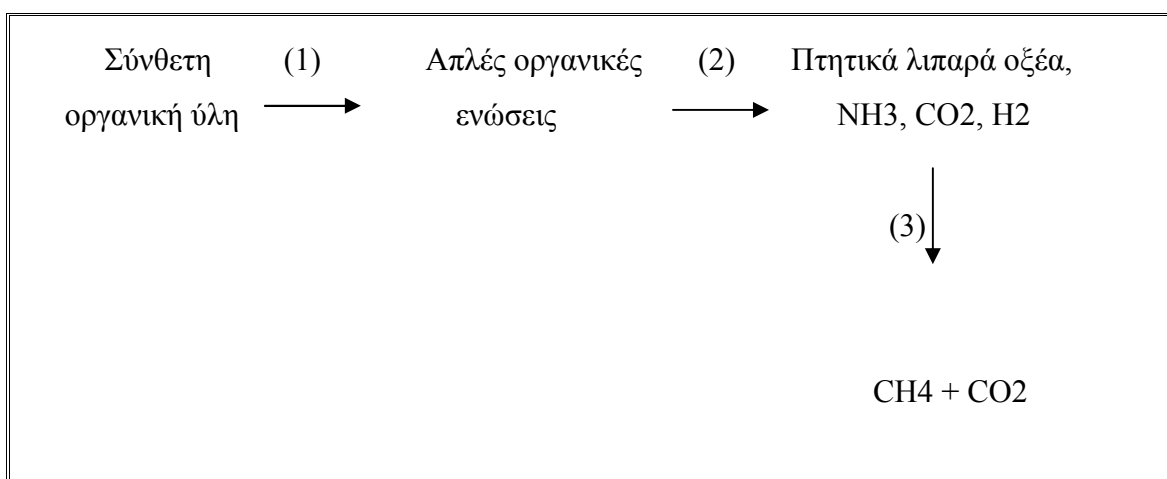 Σύνθετη (1) Απλές οργανικές (2) Πτητικά λιπαρά οξέα,
οργανική ύλη ενώσεις NH3, CO2, H2
(3)
CH4 + CO2